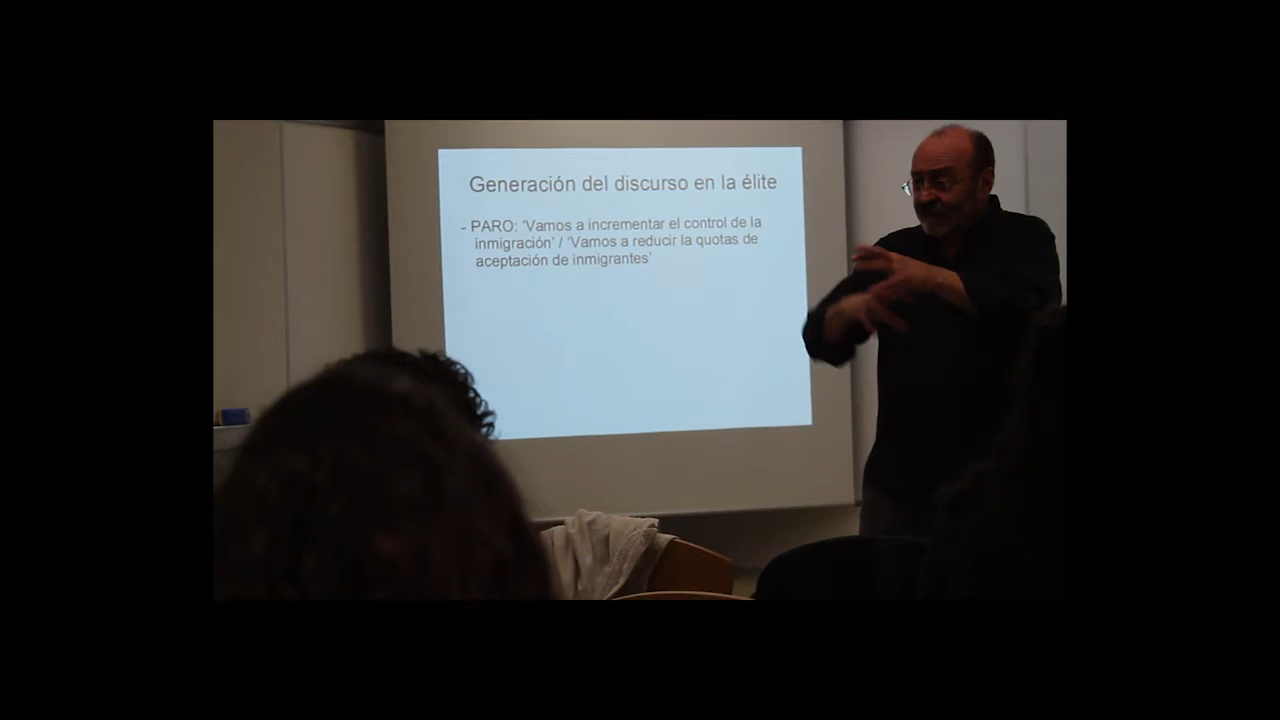 Generación del discurso en la élite
- PARO: ‘Vamos a incrementar el control de la
inmigración’ / ‘Vamos a reducir la quotas de
aceptación de inmigrantes’